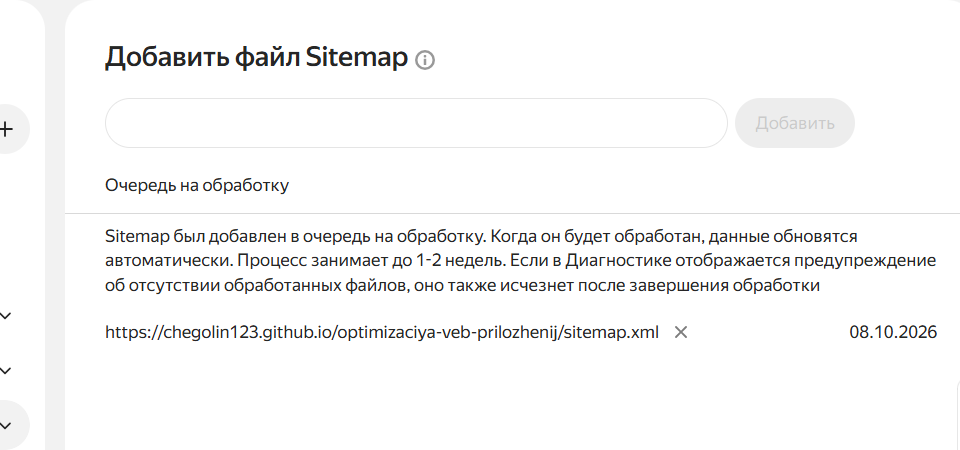 Добавить файл Sitemap
Добавить
Очередь на обработку
Sitemap был добавлен в очередь на обработку. Когда он будет обработан, данные обновятся
автоматически. Процесс занимает до 1-2 недель. Если в Диагностике отображается предупреждение
об отсутствии обработанных файлов, оно также исчезнет после завершения обработки
https://chegolin123.github.io/optimizaciya-veb-prilozhenij/sitemap.xml 08.10.2026